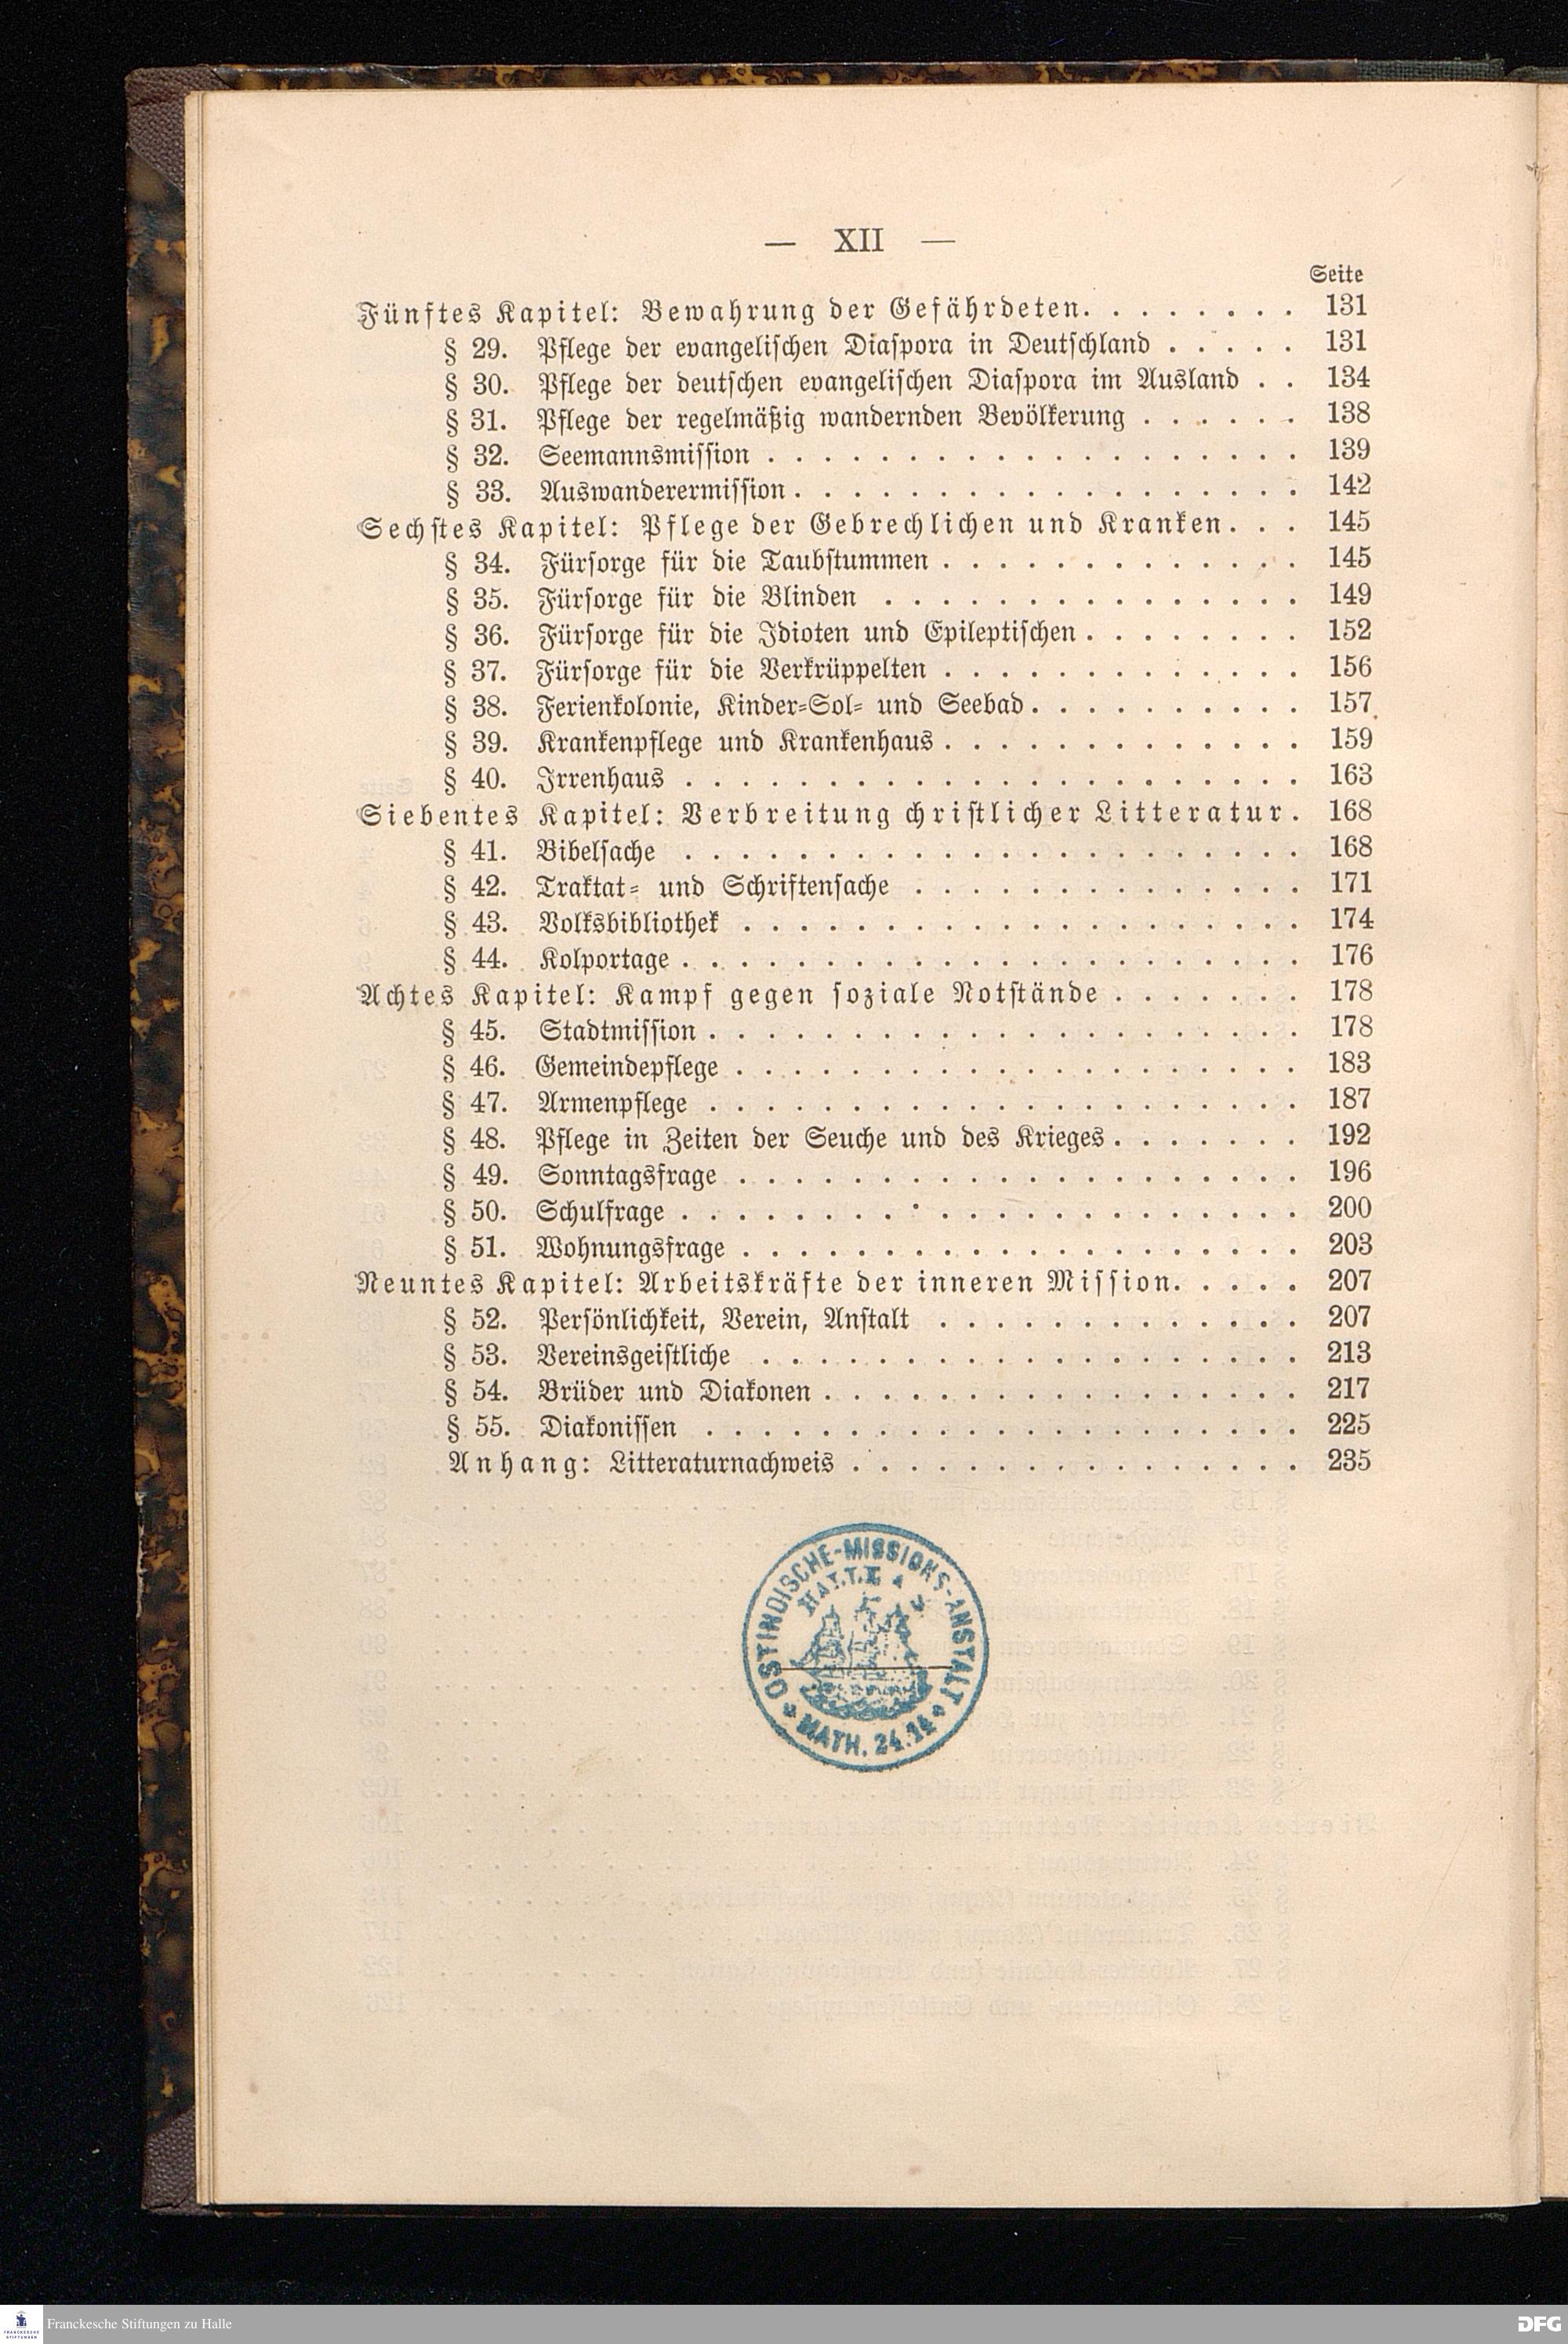 — XII —
Seite
Fünftes Kapitel: Bewahrung der Gefährdeten. . . . . . . . 131
§ 29. Pflege der evangelischen Diaspora in Deutschland . . . . . 131
§ 30. Pflege der deutschen evangelischen Diaspora im Ausland . . 134
§ 31. Pflege der regelmäßig wandernden Bevölkerung . . . . . . 138
§ 32. Seemannsmission . . . . . . . . . . . . . . . . . . . 139
§ 33. Auswanderermission . . . . . . . . . . . . . . . . . . 142
Sechstes Kapitel: Pflege der Gebrechlichen und Kranken. . . 145
§ 34. Fürsorge für die Taubstummen . . . . . . . . . . . . . 145
§ 35. Fürsorge für die Blinden . . . . . . . . . . . . . . . 149
§ 36. Fürsorge für die Idioten und Epileptischen . . . . . . . . 152
§ 37. Fürsorge für die Verkrüppelten . . . . . . . . . . . . . 156
§ 38. Ferienkolonie, Kinder-Sol- und Seebad . . . . . . . . . . 157
§ 39. Krankenpflege und Krankenhaus . . . . . . . . . . . . . 159
§ 40. Irrenhaus . . . . . . . . . . . . . . . . . . . . . . 163
Siebentes Kapitel: Verbreitung christlicher Litteratur . 168
§ 41. Bibelsache . . . . . . . . . . . . . . . . . . . . . . 168
§ 42. Traktat- und Schriftensache . . . . . . . . . . . . . . 171
§ 43. Volksbibliothek . . . . . . . . . . . . . . . . . . . . 174
§ 44. Kolportage . . . . . . . . . . . . . . . . . . . . . . 176
Achtes Kapitel: Kampf gegen soziale Notstände . . . . . . . 178
§ 45. Stadtmission . . . . . . . . . . . . . . . . . . . . . 178
§ 46. Gemeindepflege . . . . . . . . . . . . . . . . . . . . 183
§ 47. Armenpflege . . . . . . . . . . . . . . . . . . . . . 187
§ 48. Pflege in Zeiten der Seuche und des Krieges . . . . . . . 192
§ 49. Sonntagsfrage . . . . . . . . . . . . . . . . . . . . 196
§ 50. Schulfrage . . . . . . . . . . . . . . . . . . . . . . 200
§ 51. Wohnungsfrage . . . . . . . . . . . . . . . . . . . . 203
Neuntes Kapitel: Arbeitskräfte der inneren Mission . . . . . 207
§ 52. Persönlichkeit, Verein, Anstalt . . . . . . . . . . . . . 207
§ 53. Vereinsgeistliche . . . . . . . . . . . . . . . . . . . 213
§ 54. Brüder und Diakonen . . . . . . . . . . . . . . . . . 217
§ 55. Diakonissen . . . . . . . . . . . . . . . . . . . . . 225
Anhang: Litteraturnachweis . . . . . . . . . . . . . . . . 235
OSTINDISCHE-MISSIONS-ANSTALT
MATH. 24.14
FRANCKESCHE STIFTUNGEN
Franckesche Stiftungen zu Halle
DFG